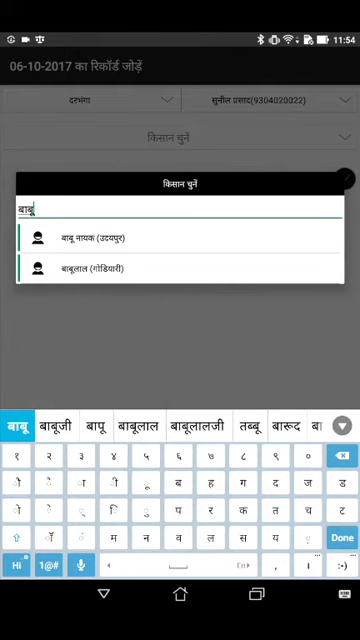 11:54
06-10-2017 का रिकॉर्ड जोड़ें
दरभंगा
सुनील प्रसाद(9304020022)
किसान चुनें
किसान चुनें
बाबू
बाबू नायक (उदयपुर)
बाबूलाल (गोडियारी)
बाबू बाबूजी बापू बाबूलाल बाबूलालजी तब्बू बारूद बा
१ २ ३ ४ ५ ६ ७ ८ ९ ०
ौ ै ा ी ू ब ह ग द ज ड
ो े ् ि ु प र क त च ट
ॉ ं म न व ल स य Done
Hi 1@# , । :-)